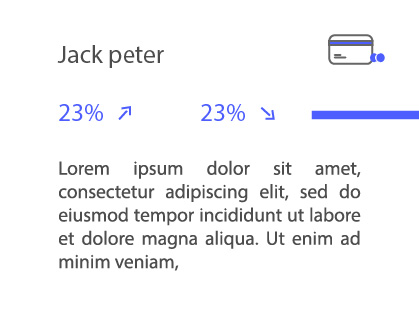 Jack peter
23% 23%
Lorem ipsum dolor sit amet,
consectetur adipiscing elit, sed do
eiusmod tempor incididunt ut labore
et dolore magna aliqua. Ut enim ad
minim veniam,